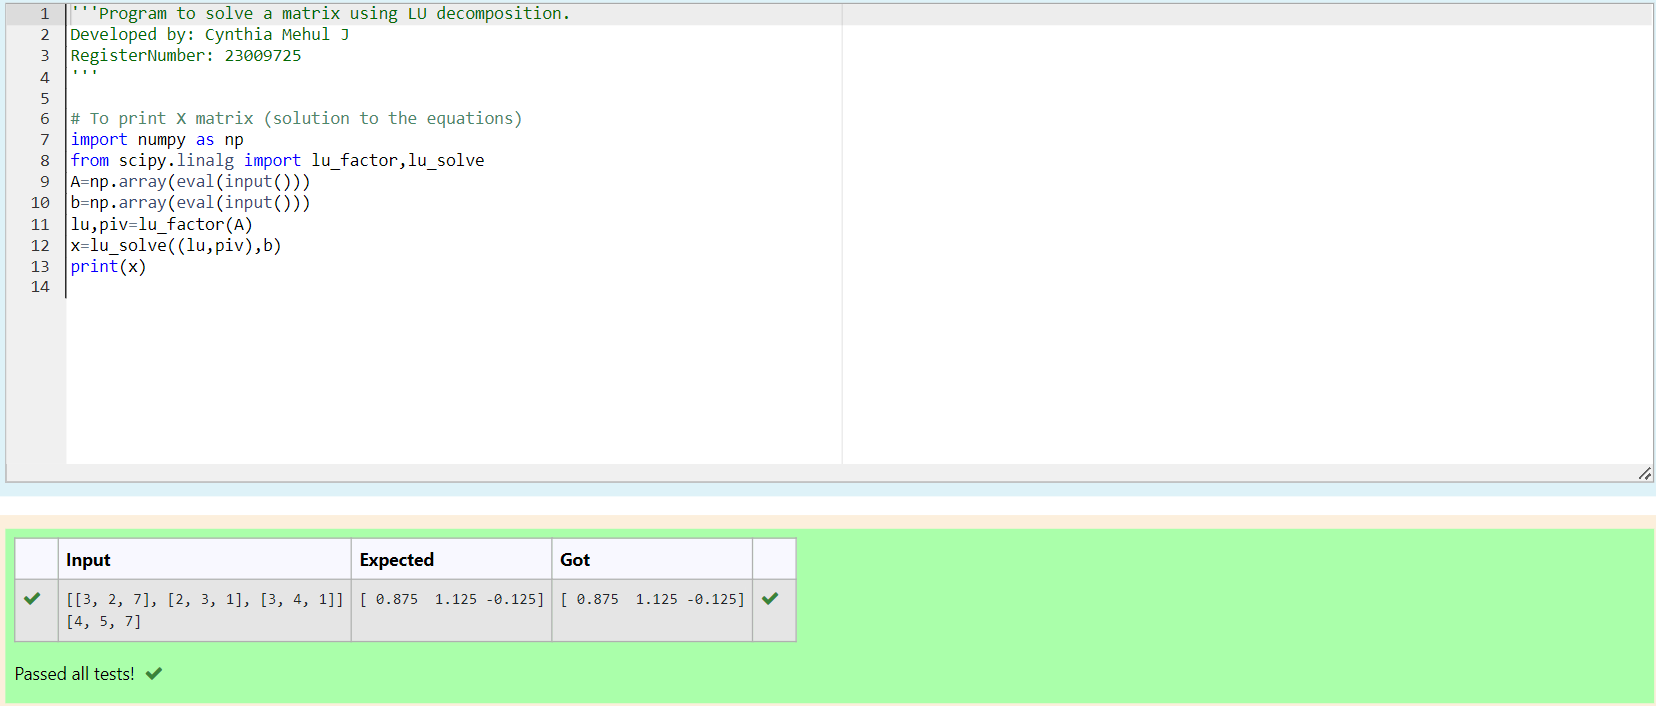 1 '''Program to solve a matrix using LU decomposition.
2 Developed by: Cynthia Mehul J
3 RegisterNumber: 23009725
4 '''
5
6 # To print X matrix (solution to the equations)
7 import numpy as np
8 from scipy.linalg import lu_factor,lu_solve
9 A=np.array(eval(input()))
10 b=np.array(eval(input()))
11 lu,piv=lu_factor(A)
12 x=lu_solve((lu,piv),b)
13 print(x)
14
Input Expected Got
[[3, 2, 7], [2, 3, 1], [3, 4, 1]] [ 0.875  1.125 -0.125] [ 0.875  1.125 -0.125]
[4, 5, 7]
Passed all tests!